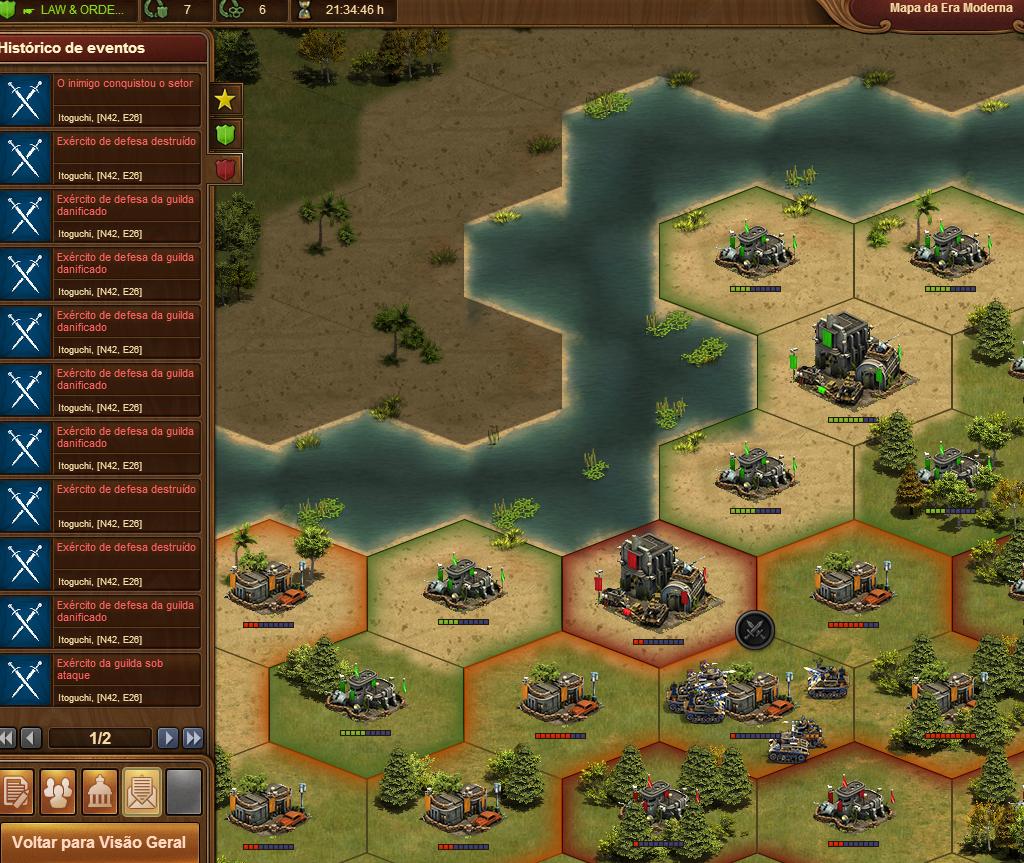 LAW & ORDE...
7
6
21:34:46 h
Mapa da Era Moderna
Histórico de eventos
O inimigo conquistou o setor
Itoguchi, [N42, E26]
Exército de defesa destruído
Itoguchi, [N42, E26]
Exército de defesa da guilda
danificado
Itoguchi, [N42, E26]
Exército de defesa da guilda
danificado
Itoguchi, [N42, E26]
Exército de defesa da guilda
danificado
Itoguchi, [N42, E26]
Exército de defesa da guilda
danificado
Itoguchi, [N42, E26]
Exército de defesa da guilda
danificado
Itoguchi, [N42, E26]
Exército de defesa destruído
Itoguchi, [N42, E26]
Exército de defesa destruído
Itoguchi, [N42, E26]
Exército de defesa da guilda
danificado
Itoguchi, [N42, E26]
Exército da guilda sob
ataque
Itoguchi, [N42, E26]
1/2
Voltar para Visão Geral